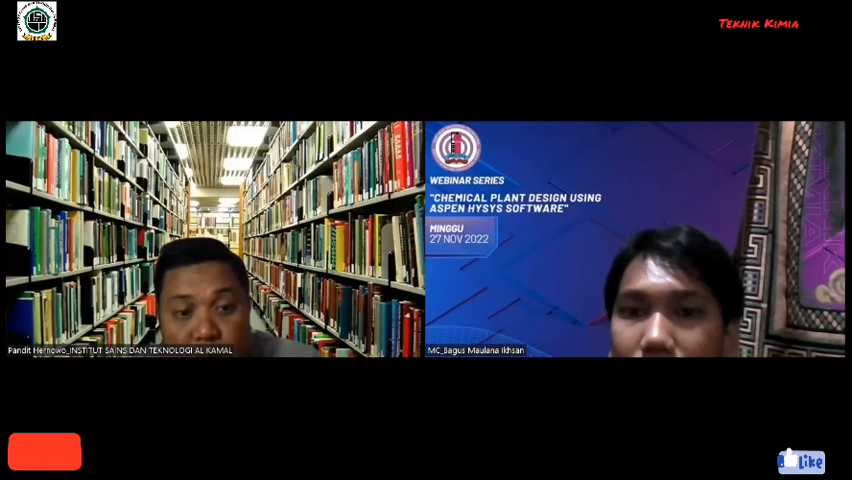 TEKNIK KIMIA
WEBINAR SERIES
"CHEMICAL PLANT DESIGN USING
ASPEN HYSYS SOFTWARE"
MINGGU
27 NOV 2022
Pandit Hernowo_INSTITUT SAINS DAN TEKNOLOGI AL KAMAL
MC_Bagus Maulana Ikhsan
Like